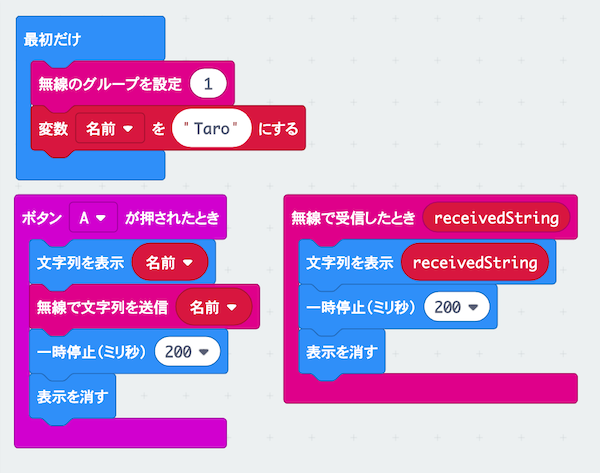 最初だけ
無線のグループを設定 1
変数 名前 を "Taro" にする
ボタン A が押されたとき
文字列を表示 名前
無線で文字列を送信 名前
一時停止(ミリ秒) 200
表示を消す
無線で受信したとき receivedString
文字列を表示 receivedString
一時停止(ミリ秒) 200
表示を消す